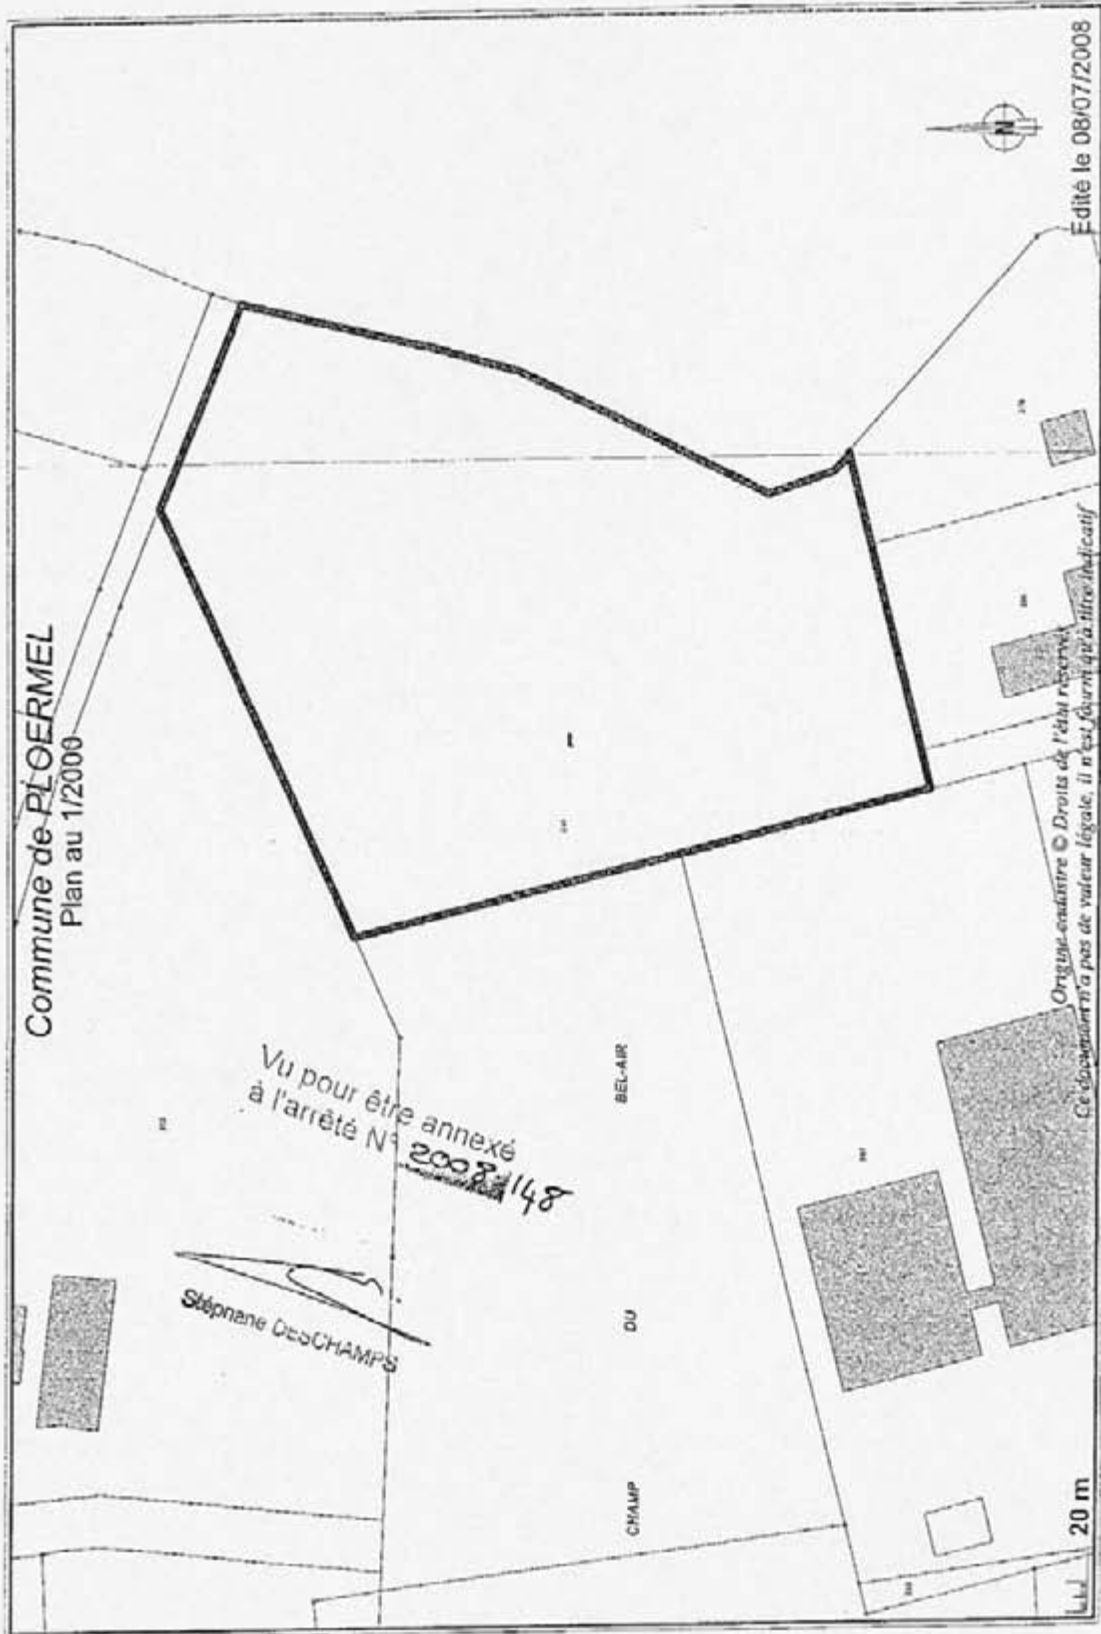 Commune de PLOERMEL
Plan au 1/2000
Vu pour être annexé
à l'arrêté N° 2008/148
Stéphane DESCHAMPS
CHAMP DU BEL-AIR
N
20 m
Origine cadastre © Droits de l'état réservés
Ce document n'a pas de valeur légale, il n'est fourni qu'à titre indicatif
Edité le 08/07/2008